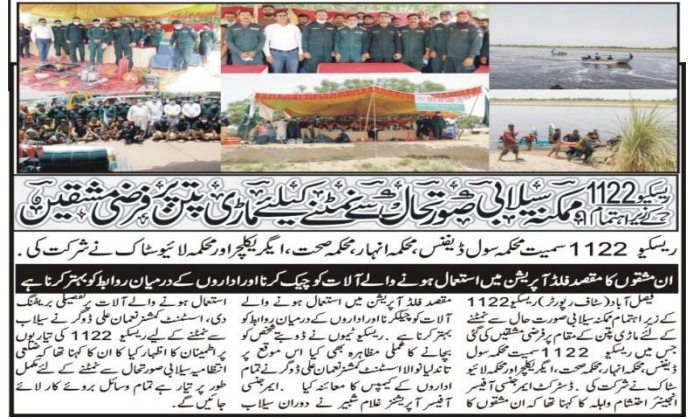 ریسکیو 1122 کے زیر اہتمام ممکنہ سیلابی صورتحال سے نمٹنے کیلئے ماڑی پتن پر فرضی مشقیں
ریسکیو 1122 سمیت محکمہ سول ڈیفنس، محکمہ انہار، محکمہ صحت، ایگریکلچر اور محکمہ لائیو سٹاک نے شرکت کی۔
ان مشقوں کا مقصد فلڈ آپریشن میں استعمال ہونے والے آلات کو چیک کرنا اور اداروں کے درمیان روابط کو بہتر کرنا ہے
فیصل آباد (سٹاف رپورٹر) ریسکیو 1122
کے زیر اہتمام ممکنہ سیلابی صورت حال سے نمٹنے
کے لئے ماڑی پتن کے مقام پر فرضی مشقیں کی گئی
جس میں ریسکیو 1122 سمیت محکمہ سول
ڈیفنس، محکمہ انہار، محکمہ صحت، ایگریکلچر اور محکمہ لائیو
سٹاک نے شرکت کی۔ ڈسٹرکٹ ایمرجنسی آفیسر
انجینئر احتشام واہلہ کا کہنا تھا کہ ان مشقوں کا
مقصد فلڈ آپریشن میں استعمال ہونے والے
آلات کو چیک کرنا اور اداروں کے درمیان روابط کو
بہتر کرنا ہے۔ ریسکیو ٹیموں نے ڈوبتے شخص کو
بچانے کا عملی مظاہرہ بھی کیا اس موقع پر
تاندلیانوالا اسسٹنٹ کمشنر نعمان علی ڈوگر نے تمام
اداروں کے کیمپس کا معائنہ کیا۔ ایمرجنسی
آفیسر آپریشنز غلام شبیر نے دوران سیلاب
استعمال ہونے والے آلات پر تفصیلی بریفنگ
دی، اسسٹنٹ کمشنر نعمان علی ڈوگر نے سیلاب
سے نمٹنے کے لیے ریسکیو 1122 کی تیاریوں
پر اطمینان کا اظہار کیا ان کا کہنا تھا کہ ضلعی
انتظامیہ سیلابی صورتحال سے نمٹنے کے لئے مکمل
طور پر تیار ہے تمام وسائل بروئے کار لائے
جائیں گے۔